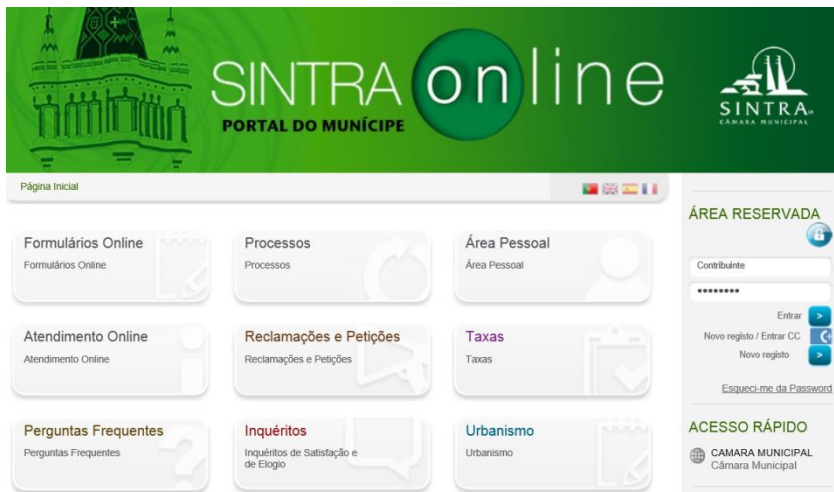 SINTRA online
PORTAL DO MUNÍCIPE
SINTRA
CÂMARA MUNICIPAL
Página Inicial
Formulários Online
Formulários Online
Processos
Processos
Área Pessoal
Área Pessoal
Atendimento Online
Atendimento Online
Reclamações e Petições
Reclamações e Petições
Taxas
Taxas
Perguntas Frequentes
Perguntas Frequentes
Inquéritos
Inquéritos de Satisfação e
de Elogio
Urbanismo
Urbanismo
ÁREA RESERVADA
Contribuinte
••••••••
Entrar
Novo registo / Entrar CC
Novo registo
Esqueci-me da Password
ACESSO RÁPIDO
CAMARA MUNICIPAL
Câmara Municipal